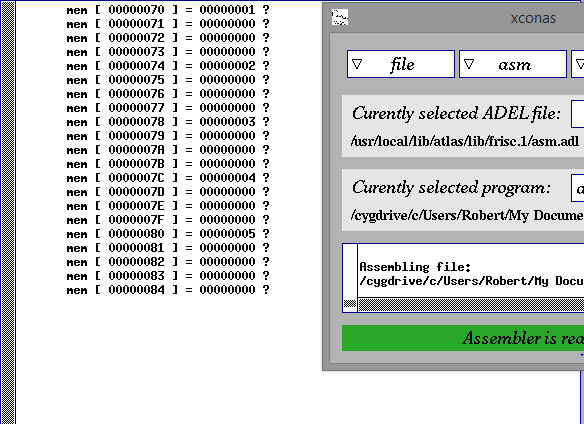 mem [ 00000070 ] = 00000001 ?
mem [ 00000071 ] = 00000000 ?
mem [ 00000072 ] = 00000000 ?
mem [ 00000073 ] = 00000000 ?
mem [ 00000074 ] = 00000002 ?
mem [ 00000075 ] = 00000000 ?
mem [ 00000076 ] = 00000000 ?
mem [ 00000077 ] = 00000000 ?
mem [ 00000078 ] = 00000003 ?
mem [ 00000079 ] = 00000000 ?
mem [ 0000007A ] = 00000000 ?
mem [ 0000007B ] = 00000000 ?
mem [ 0000007C ] = 00000004 ?
mem [ 0000007D ] = 00000000 ?
mem [ 0000007E ] = 00000000 ?
mem [ 0000007F ] = 00000000 ?
mem [ 00000080 ] = 00000005 ?
mem [ 00000081 ] = 00000000 ?
mem [ 00000082 ] = 00000000 ?
mem [ 00000083 ] = 00000000 ?
mem [ 00000084 ] = 00000000 ?
xconas
file
asm
Curently selected ADEL file:
/usr/local/lib/atlas/lib/frisc.1/asm.adl
Curently selected program:
/cygdrive/c/Users/Robert/My Docume
Assembling file:
/cygdrive/c/Users/Robert/My Docu
Assembler is rea